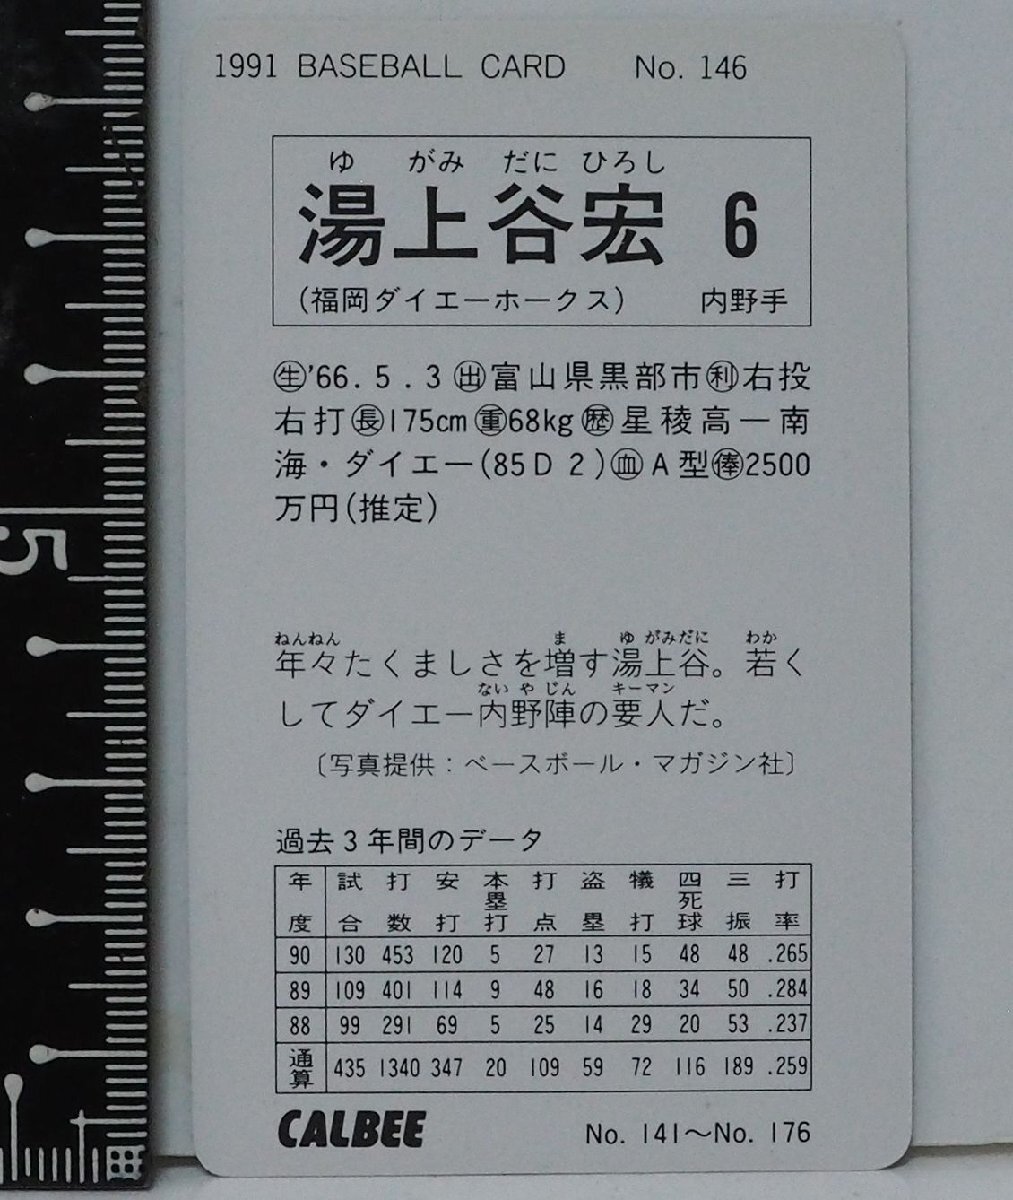 1991 BASEBALL CARD No. 146
ゆ がみ だに ひろし
湯上谷宏 6
(福岡ダイエーホークス) 内野手
㊤'66.5.3㊤富山県黒部市㊤右投
右打㊤175cm㊤68kg㊤星稜高ー南
海・ダイエー(85D2)㊤A型㊤2500
万円(推定)
ねんねん ま ゆ がみだに わか
年々たくましさを増す湯上谷。若く
ない や じん キーマン
してダイエー内野陣の要人だ。
〔写真提供:ベースボール・マガジン社〕
過去3年間のデータ
年度 試合 打数 安打 本塁打 打点 盗塁 犠打 四死球 三振 打率
90 130 453 120 5 27 13 15 48 48 .265
89 109 401 114 9 48 16 18 34 50 .284
88 99 291 69 5 25 14 29 20 53 .237
通算 435 1340 347 20 109 59 72 116 189 .259
CALBEE No. 141〜No. 176
5